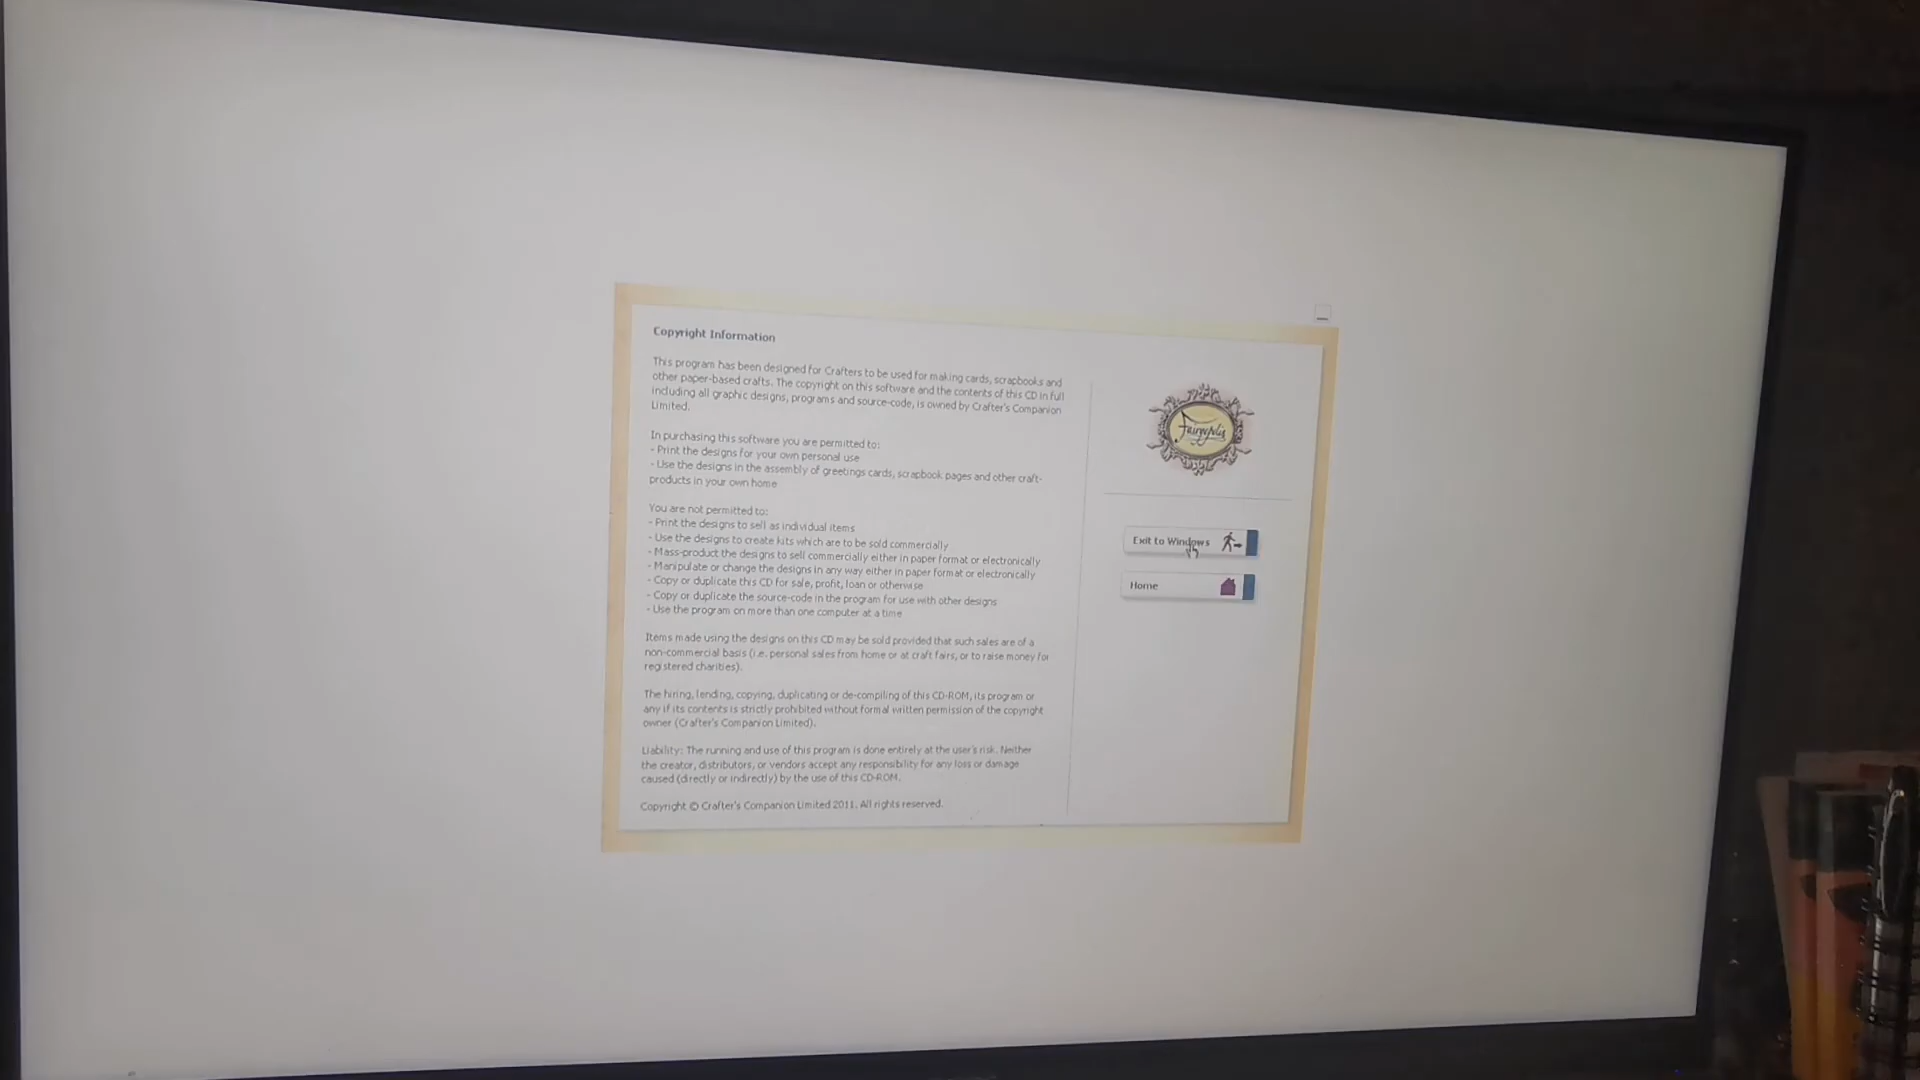 Copyright Information
This program has been designed for Crafters to be used for making cards, scrapbooks and
other paper-based crafts. The copyright on this software and the contents of this CD in full
including all graphic designs, programs and source-code, is owned by Crafter's Companion
Limited.
In purchasing this software you are permitted to:
- Print the designs for your own personal use
- Use the designs in the assembly of greetings cards, scrapbook pages and other craft-
products in your own home
You are not permitted to:
- Print the designs to sell as individual items
- Use the designs to create kits which are to be sold commercially
- Mass-product the designs to sell commercially either in paper format or electronically
- Manipulate or change the designs in any way either in paper format or electronically
- Copy or duplicate this CD for sale, profit, loan or otherwise
- Copy or duplicate the source-code in the program for use with other designs
- Use the program on more than one computer at a time
Items made using the designs on this CD may be sold provided that such sales are of a
non-commercial basis (i.e. personal sales from home or at craft fairs, or to raise money for
registered charities).
The hiring, lending, copying, duplicating or de-compiling of this CD-ROM, its program or
any if its contents is strictly prohibited without formal written permission of the copyright
owner (Crafter's Companion Limited).
Liability: The running and use of this program is done entirely at the user's risk. Neither
the creator, distributors, or vendors accept any responsibility for any loss or damage
caused (directly or indirectly) by the use of this CD-ROM.
Copyright © Crafter's Companion Limited 2011. All rights reserved.
Fairyopolis
Exit to Windows
Home